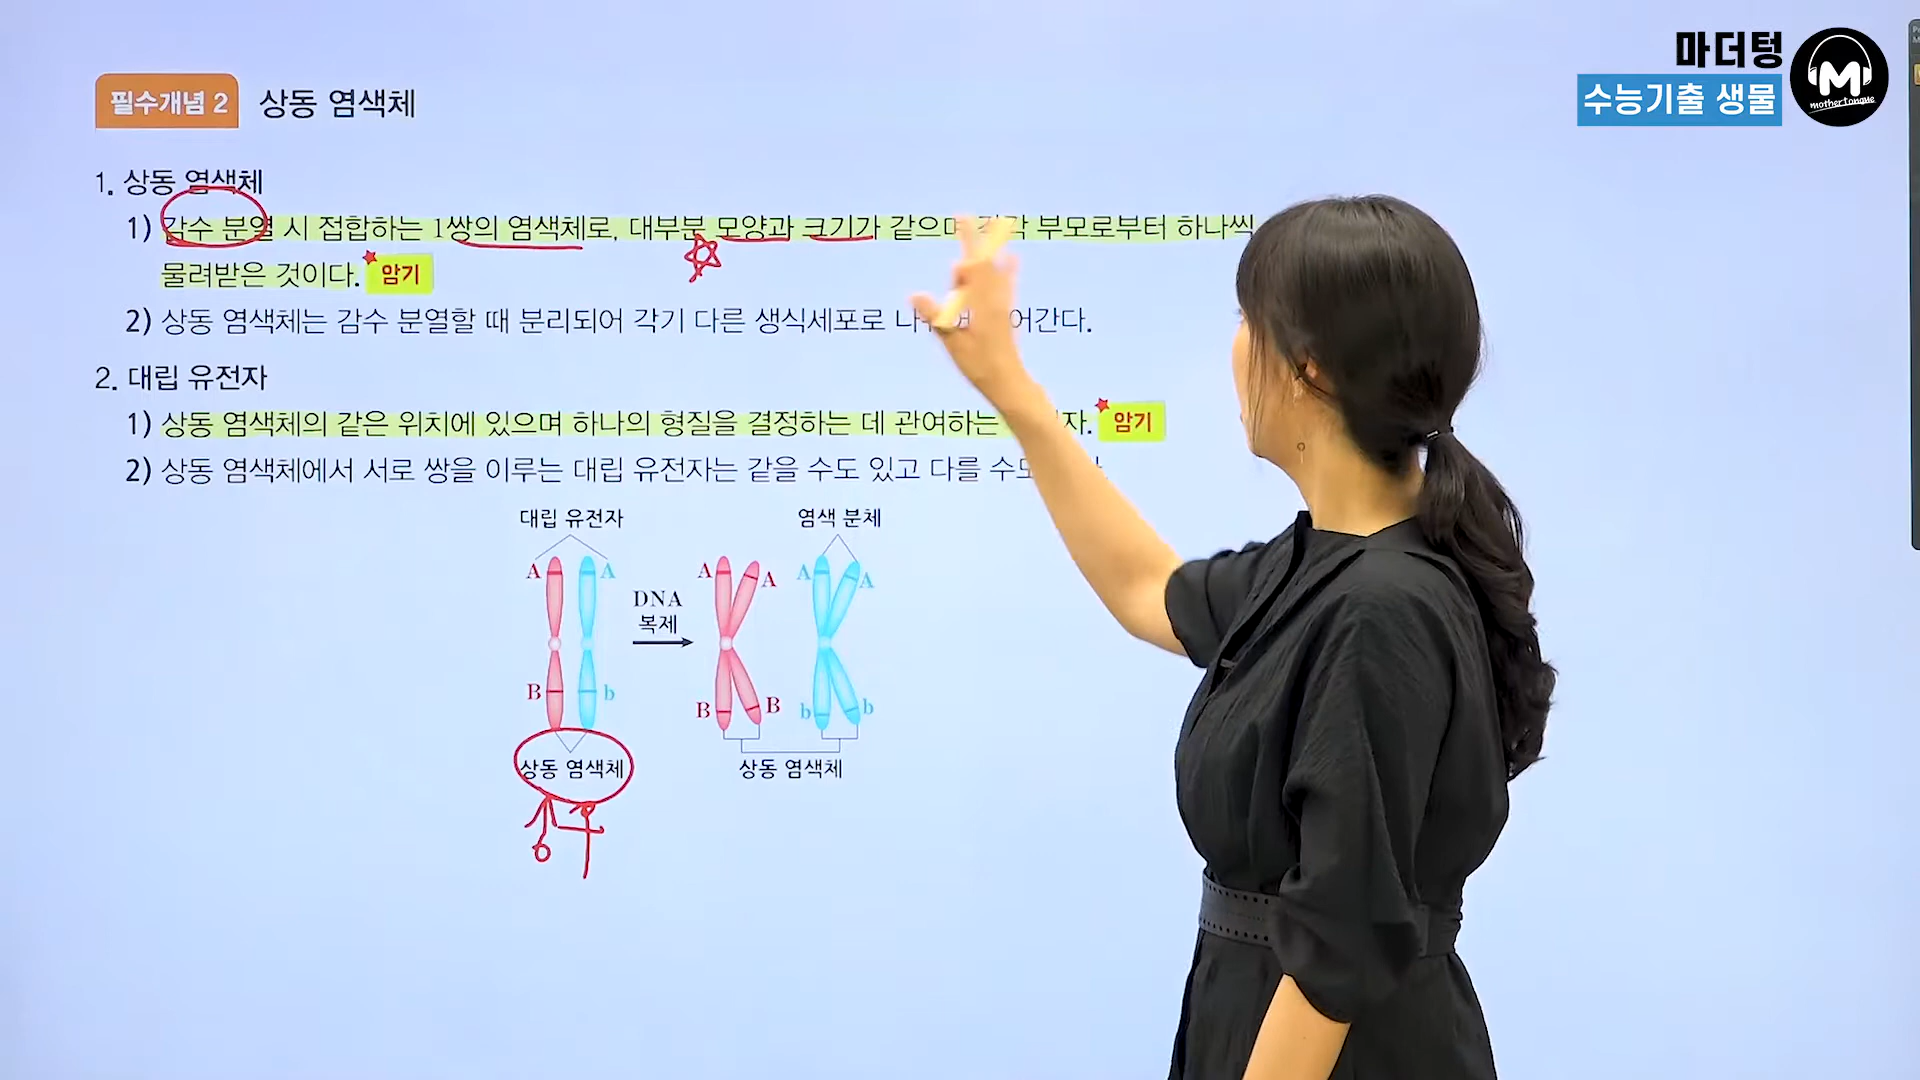 마더텅
수능기출 생물
M
mothertongue
필수개념 2 상동 염색체
1. 상동 염색체
1) 감수 분열 시 접합하는 1쌍의 염색체로, 대부분 모양과 크기가 같으며 각각 부모로부터 하나씩
물려받은 것이다. 암기
2) 상동 염색체는 감수 분열할 때 분리되어 각기 다른 생식세포로
2. 대립 유전자
1) 상동 염색체의 같은 위치에 있으며 하나의 형질을 결정하는 데 관여하는 암기
2) 상동 염색체에서 서로 쌍을 이루는 대립 유전자는 같을 수도 있고 다를 수도
대립 유전자 염색 분체
A A A A A A
DNA
복제
B b B B b b
상동 염색체 상동 염색체